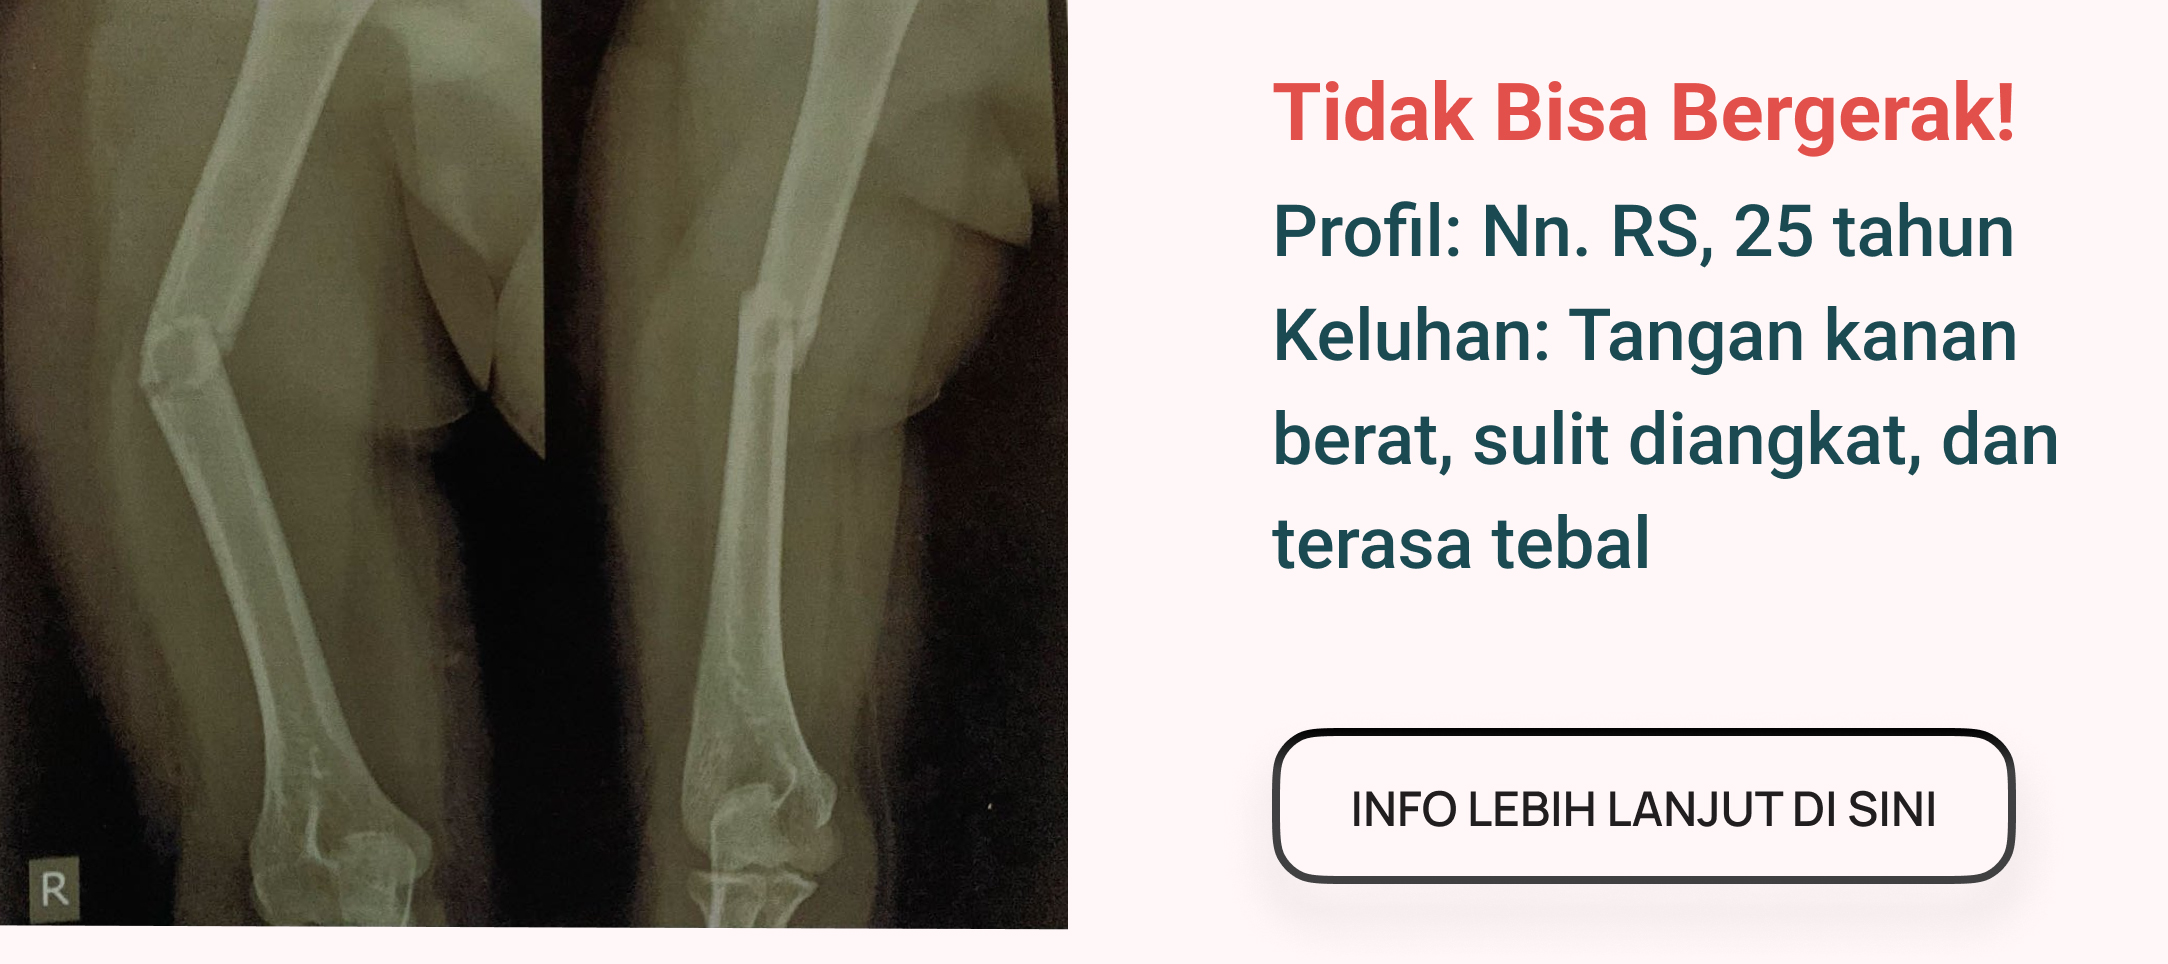 Tidak Bisa Bergerak!
Profil: Nn. RS, 25 tahun
Keluhan: Tangan kanan
berat, sulit diangkat, dan
terasa tebal
INFO LEBIH LANJUT DI SINI
R